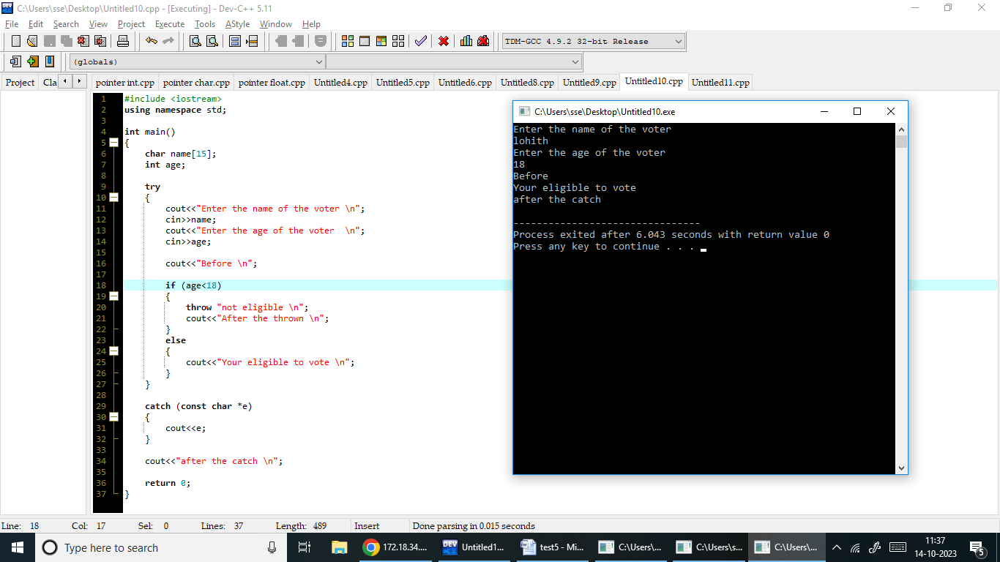 C:\Users\sse\Desktop\Untitled10.cpp - [Executing] - Dev-C++ 5.11
File Edit Search View Project Execute Tools AStyle Window Help
TDM-GCC 4.9.2 32-bit Release
(globals)
Project Cla pointer int.cpp pointer char.cpp pointer float.cpp Untitled4.cpp Untitled5.cpp Untitled6.cpp Untitled8.cpp Untitled9.cpp Untitled10.cpp Untitled11.cpp
1 #include <iostream>
2 using namespace std;
3
4 int main()
5 {
6 char name[15];
7 int age;
8
9 try
10 {
11 cout<<"Enter the name of the voter \n";
12 cin>>name;
13 cout<<"Enter the age of the voter  \n";
14 cin>>age;
15
16 cout<<"Before \n";
17
18 if (age<18)
19 {
20 throw "not eligible \n";
21 cout<<"After the thrown \n";
22 }
23 else
24 {
25 cout<<"Your eligible to vote \n";
26 }
27 }
28
29 catch (const char *e)
30 {
31 cout<<e;
32 }
33
34 cout<<"after the catch \n";
35
36 return 0;
37 }
C:\Users\sse\Desktop\Untitled10.exe
Enter the name of the voter
lohith
Enter the age of the voter
18
Before
Your eligible to vote
after the catch
--------------------------------
Process exited after 6.043 seconds with return value 0
Press any key to continue . . .
Line: 18 Col: 17 Sel: 0 Lines: 37 Length: 489 Insert Done parsing in 0.015 seconds
Type here to search 172.18.34.... DEV Untitled1... test5 - Mi... C:\Users\... C:\Users\s... C:\Users\... 11:37
14-10-2023 5